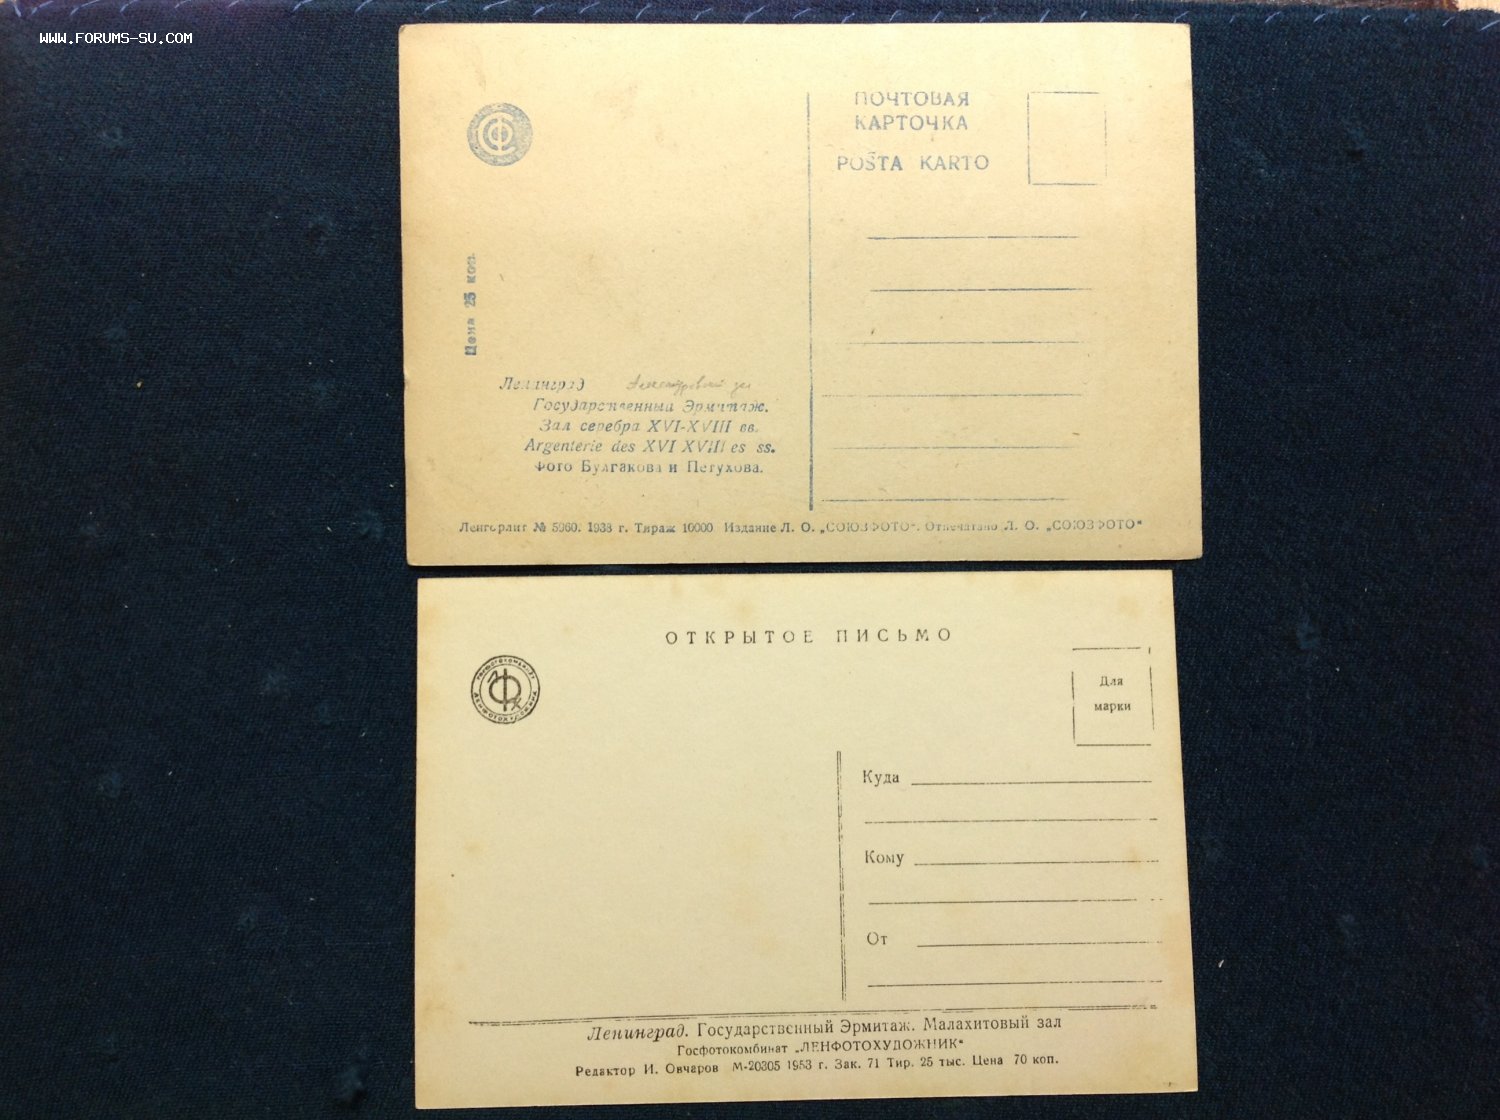 WWW.FORUMS-SU.COM
ПОЧТОВАЯ
КАРТОЧКА
POŜTA KARTO
Цена 25 коп.
Ленинград Александровский зал
Государственный Эрмитаж.
Зал серебра XVI-XVIII вв.
Argenterie des XVI XVIII es ss.
Фото Булгакова и Петухова.
Ленгорлит № 5960. 1938 г. Тираж 10000 Издание Л. О. „СОЮЗФОТО". Отпечатано Л. О. „СОЮЗФОТО"
ОТКРЫТОЕ ПИСЬМО
Для
марки
Куда
Кому
От
Ленинград. Государственный Эрмитаж. Малахитовый зал
Госфотокомбинат „ЛЕНФОТОХУДОЖНИК"
Редактор И. Овчаров М-20305 1953 г. Зак. 71 Тир. 25 тыс. Цена 70 коп.